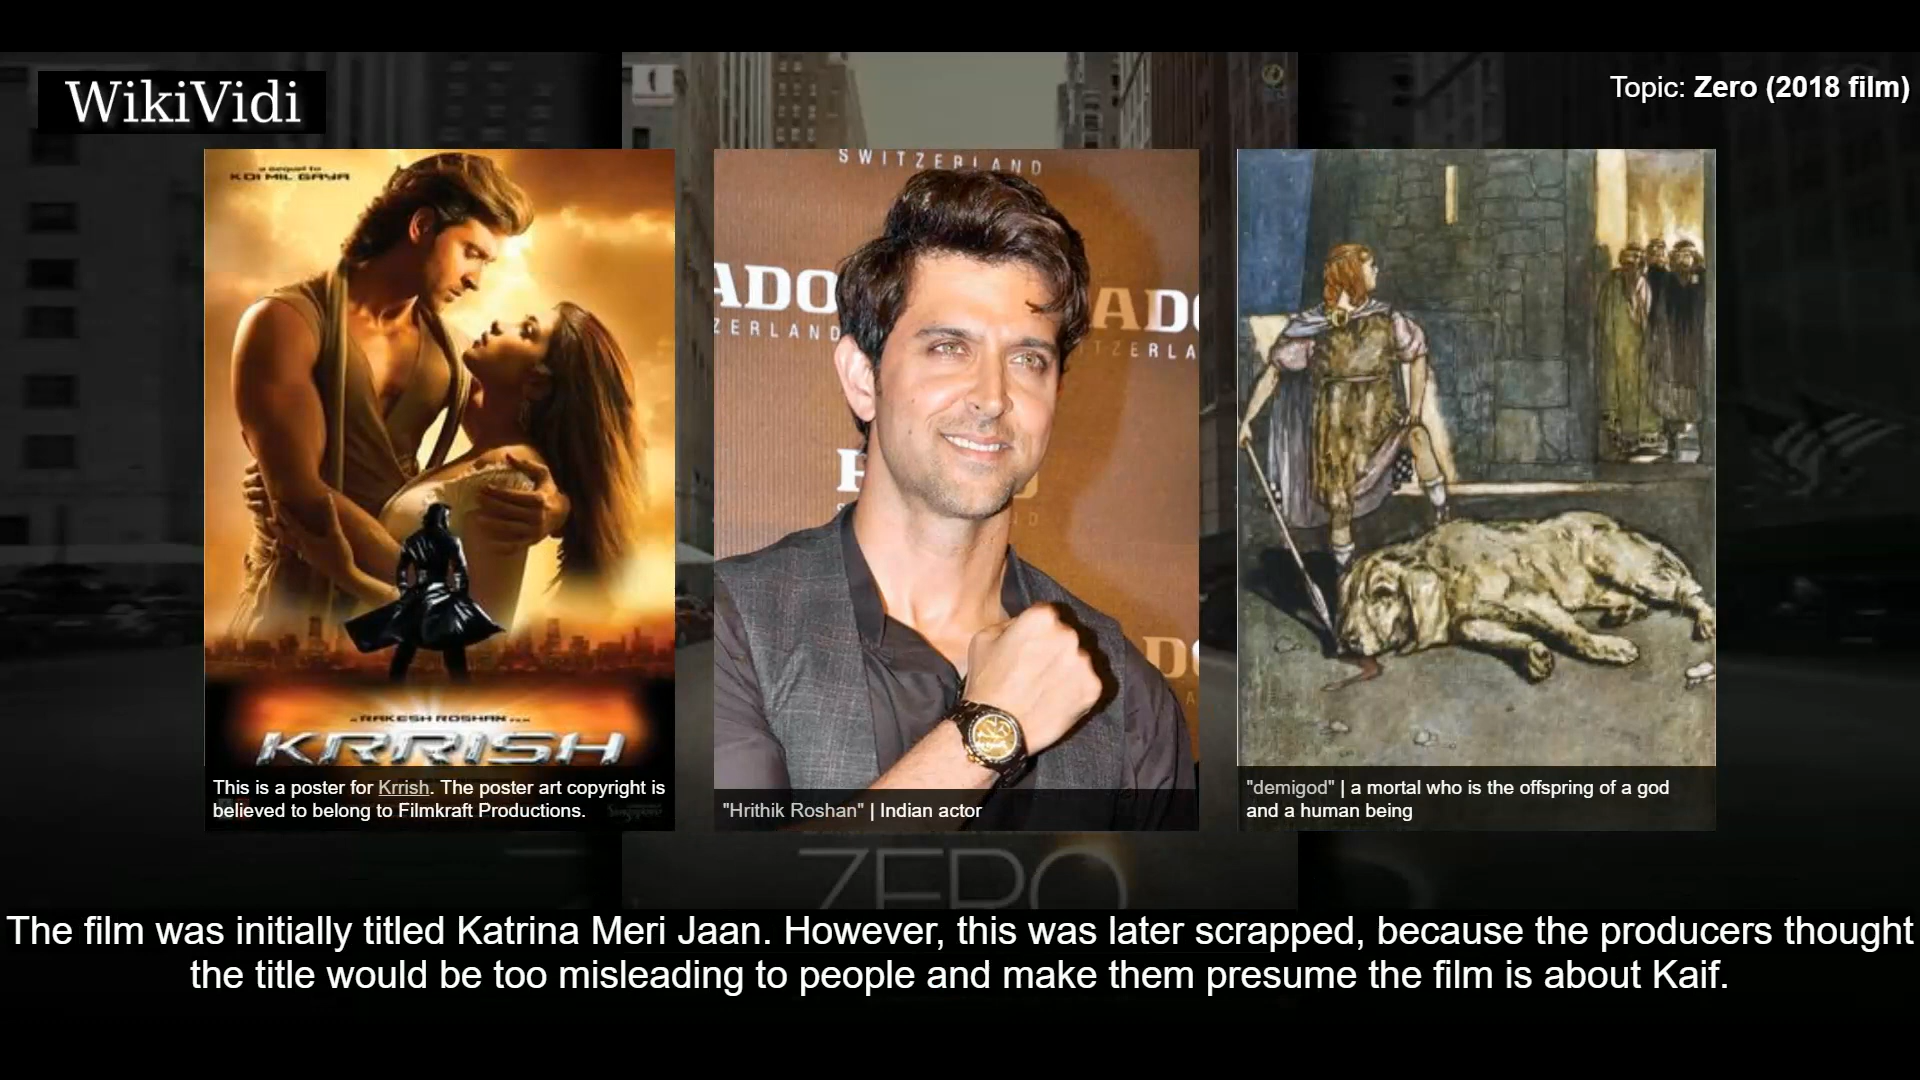 WikiVidi
Topic: Zero (2018 film)
a sequel to
KOI MIL GAYA
A RAKESH ROSHAN FILM
KRRISH
This is a poster for Krrish. The poster art copyright is
believed to belong to Filmkraft Productions.
SWITZERLAND
ADO
ZERLAND
ADO
ITZERLA
"Hrithik Roshan" | Indian actor
"demigod" | a mortal who is the offspring of a god
and a human being
ZERO
The film was initially titled Katrina Meri Jaan. However, this was later scrapped, because the producers thought
the title would be too misleading to people and make them presume the film is about Kaif.